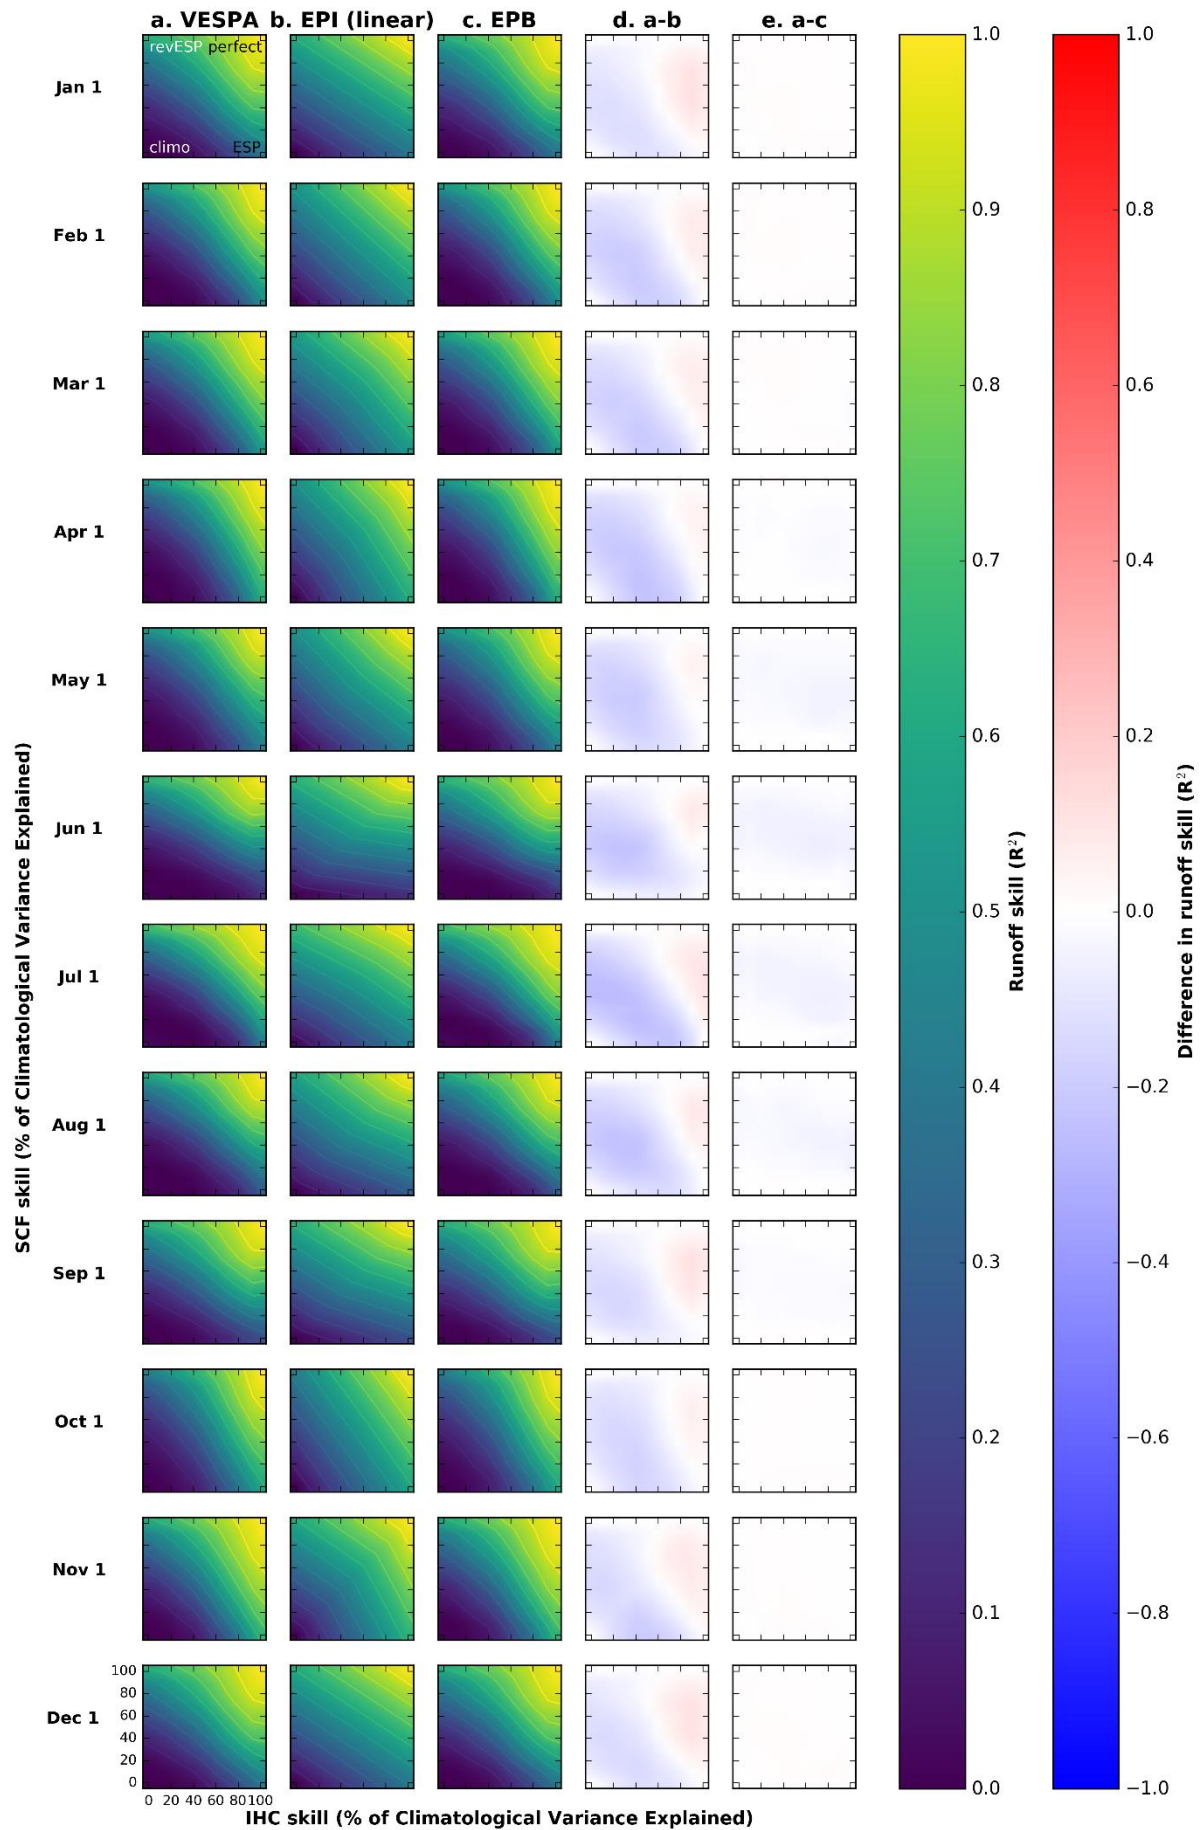 a. VESPA b. EPI (linear) c. EPB d. a-b e. a-c
revESP perfect
climo ESP
Jan 1
Feb 1
Mar 1
Apr 1
May 1
Jun 1
Jul 1
Aug 1
Sep 1
Oct 1
Nov 1
Dec 1
SCF skill (% of Climatological Variance Explained)
100
80
60
40
20
0
0 20 40 60 80 100
IHC skill (% of Climatological Variance Explained)
1.0
0.9
0.8
0.7
0.6
0.5
0.4
0.3
0.2
0.1
0.0
Runoff skill (R²)
1.0
0.8
0.6
0.4
0.2
0.0
−0.2
−0.4
−0.6
−0.8
−1.0
Difference in runoff skill (R²)